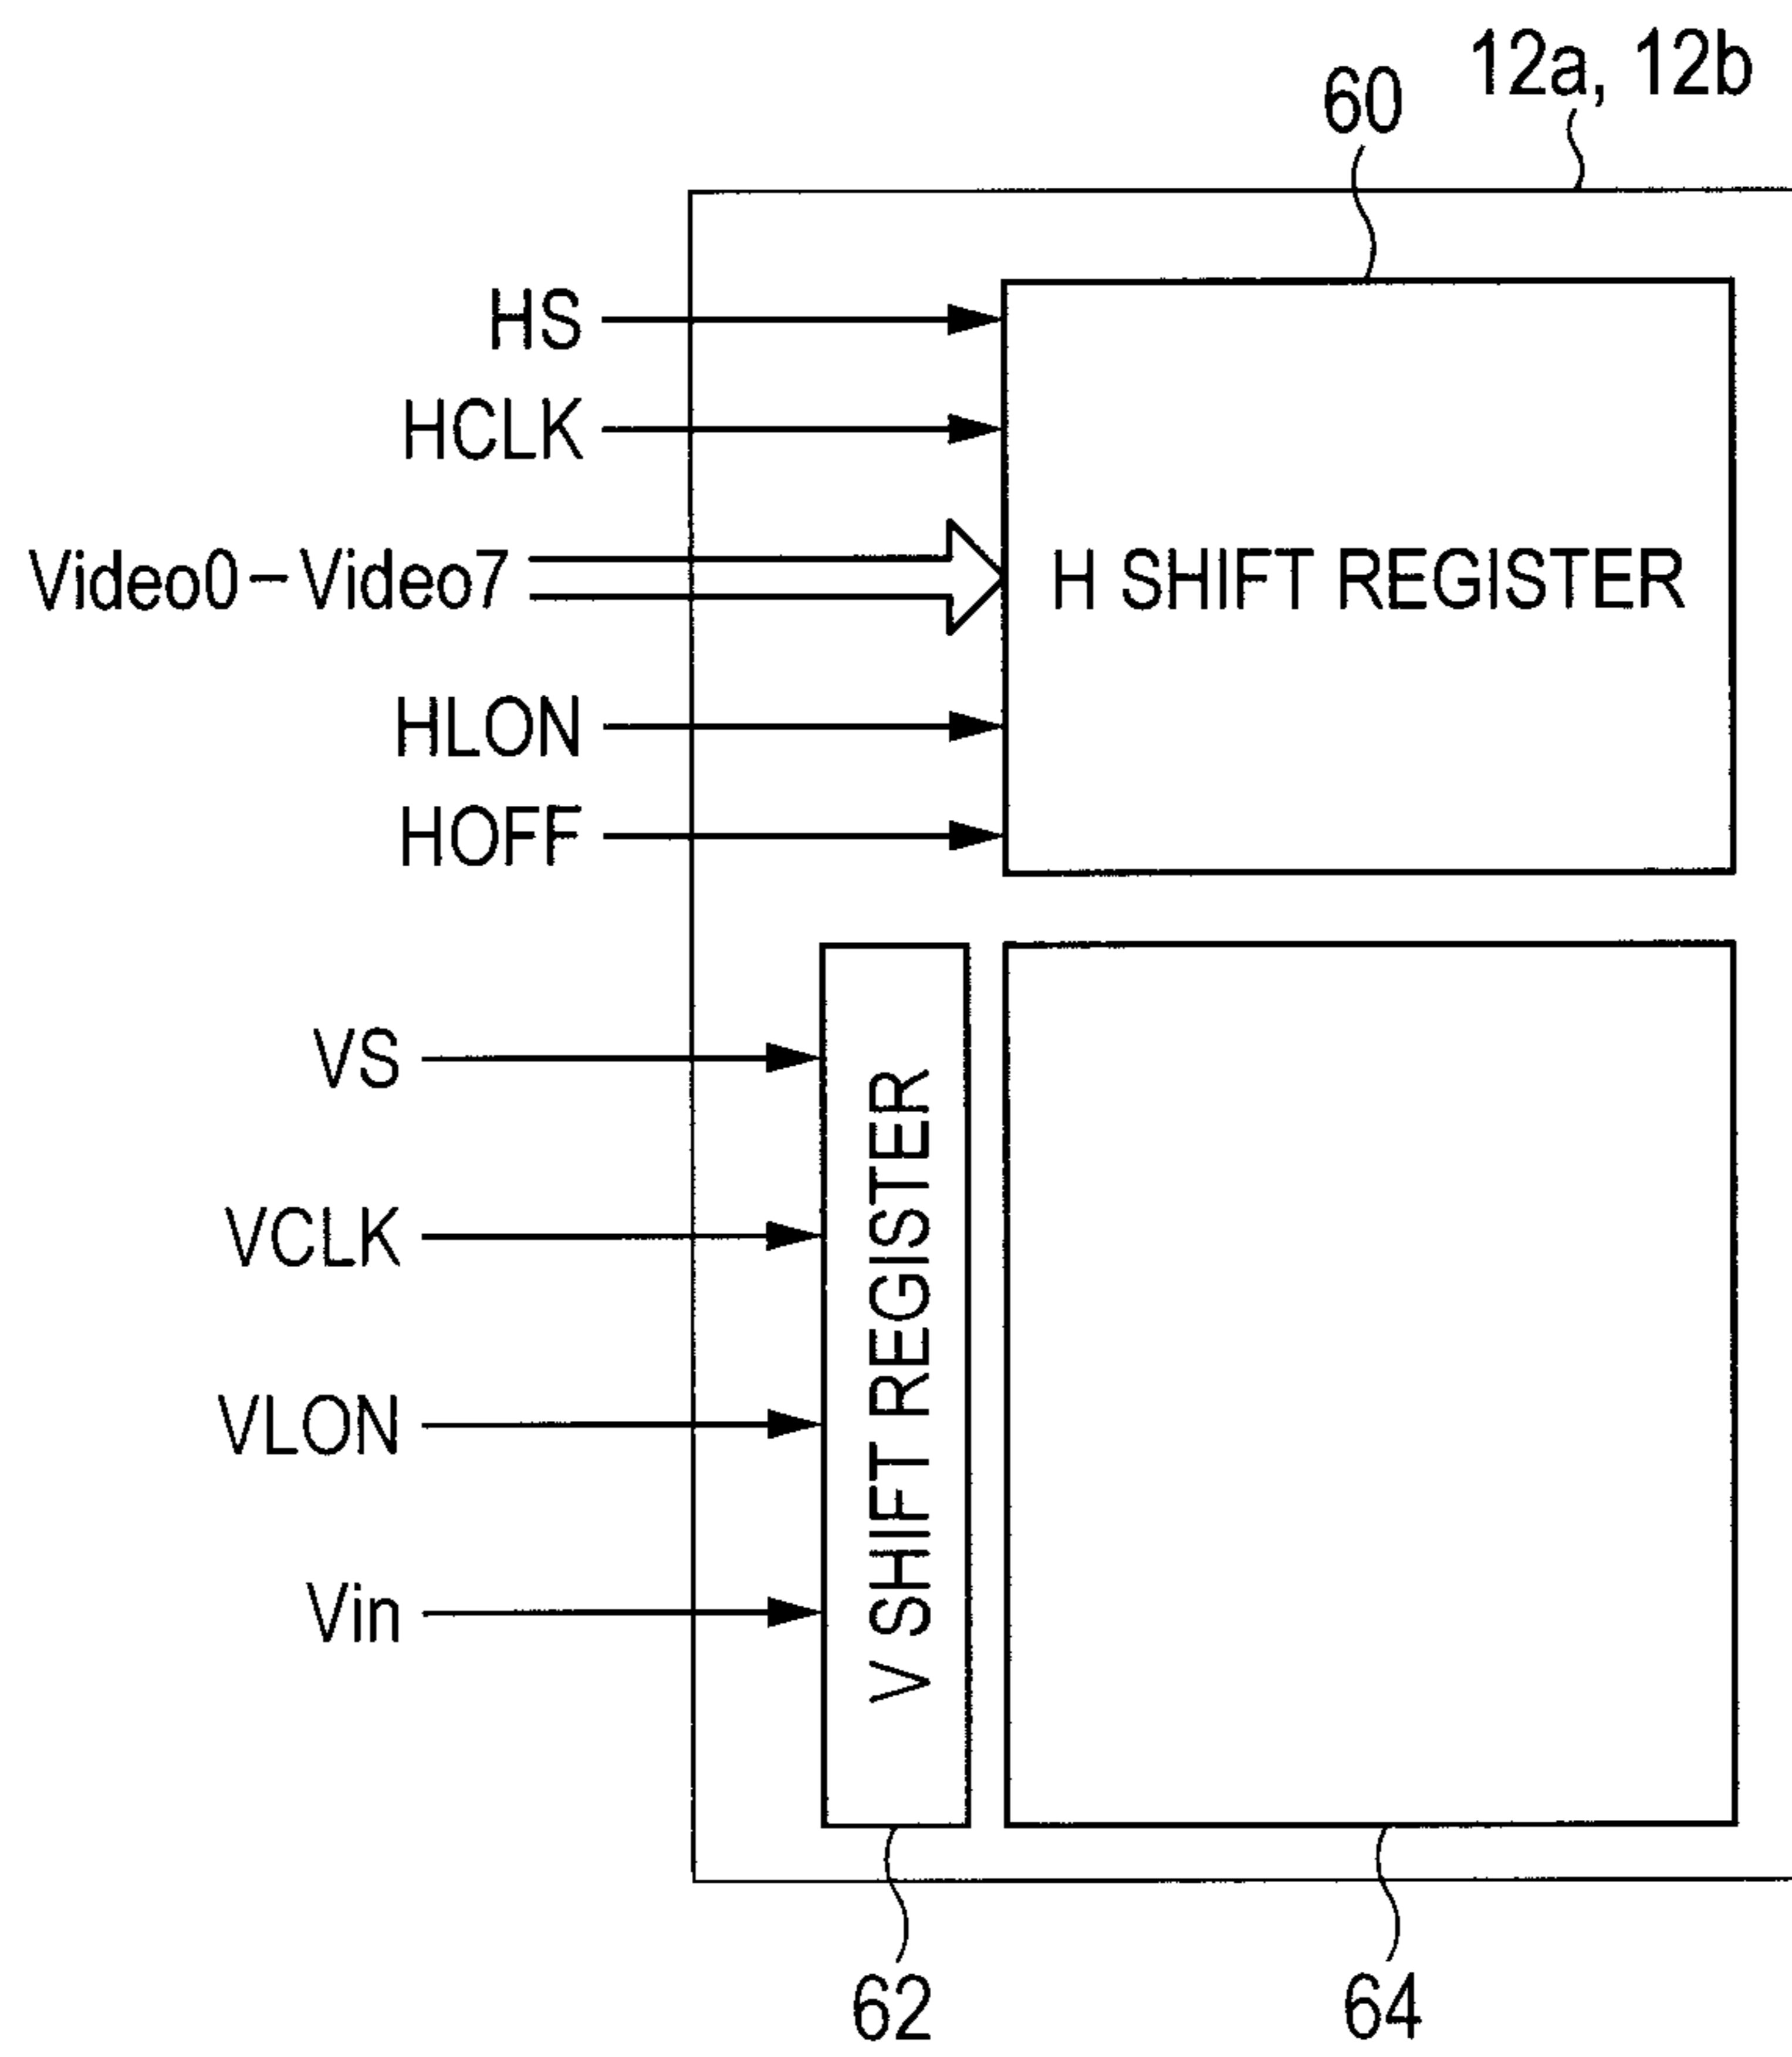 12a, 12b
60
HS
HCLK
Video0-Video7
H SHIFT REGISTER
HLON
HOFF
VS
VCLK
VLON
Vin
V SHIFT REGISTER
62
64